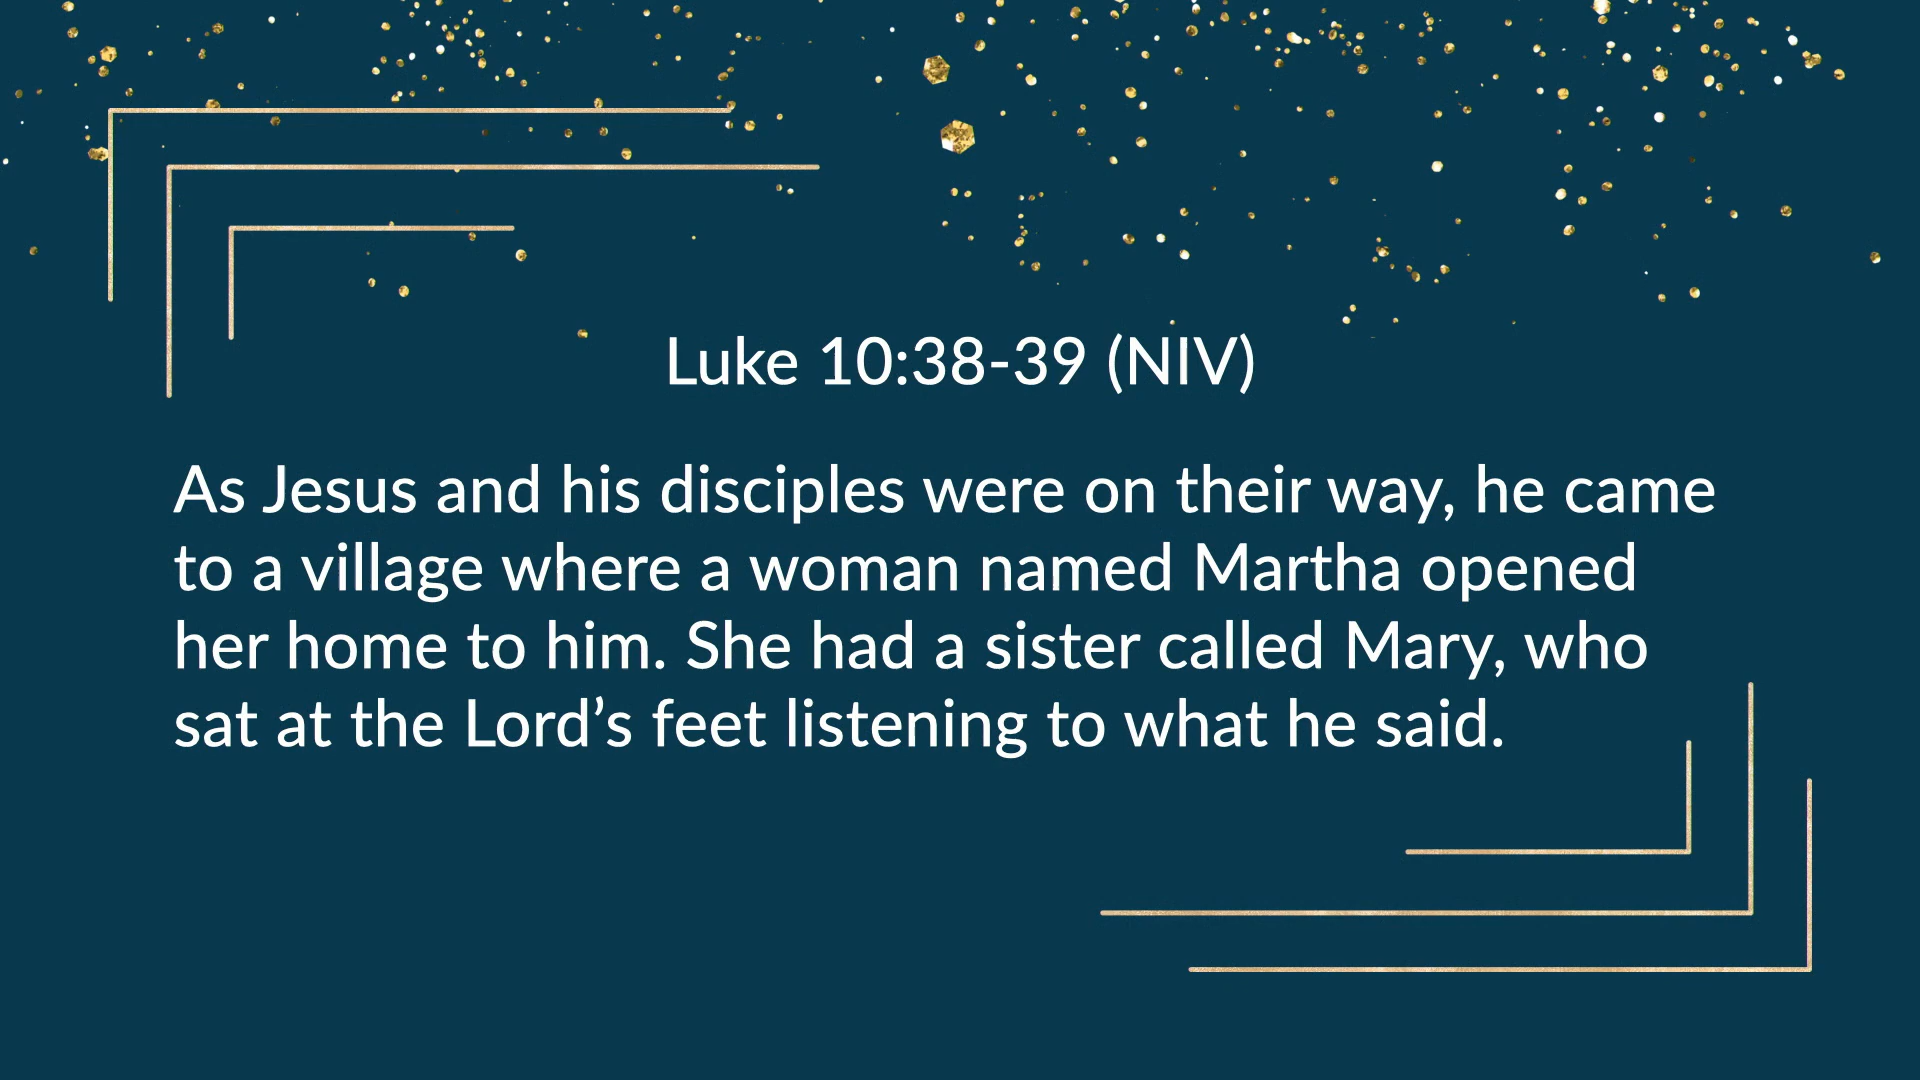 Luke 10:38-39 (NIV)
As Jesus and his disciples were on their way, he came
to a village where a woman named Martha opened
her home to him. She had a sister called Mary, who
sat at the Lord’s feet listening to what he said.